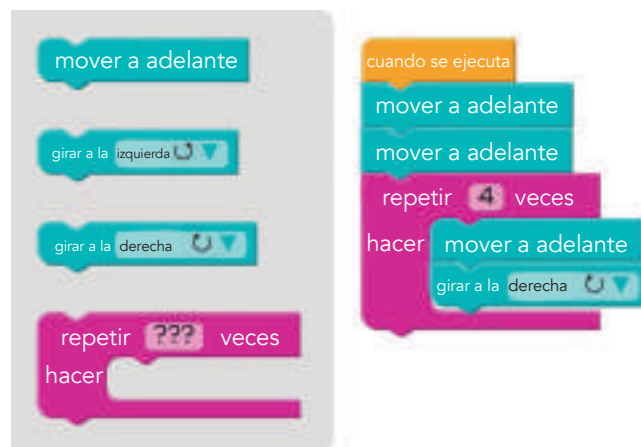 mover a adelante
girar a la izquierda
girar a la derecha
repetir ??? veces
hacer
cuando se ejecuta
mover a adelante
mover a adelante
repetir 4 veces
hacer mover a adelante
girar a la derecha